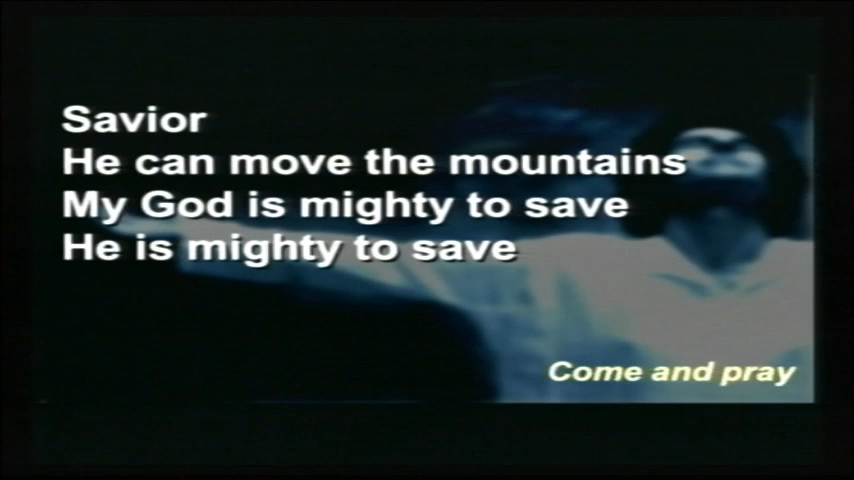 Savior
He can move the mountains
My God is mighty to save
He is mighty to save
Come and pray